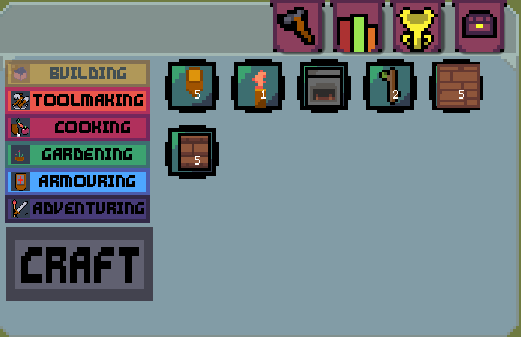 BUILDING
TOOLMAKING
COOKING
GARDENING
ARMOURING
ADVENTURING
CRAFT
5 1 2 5
5